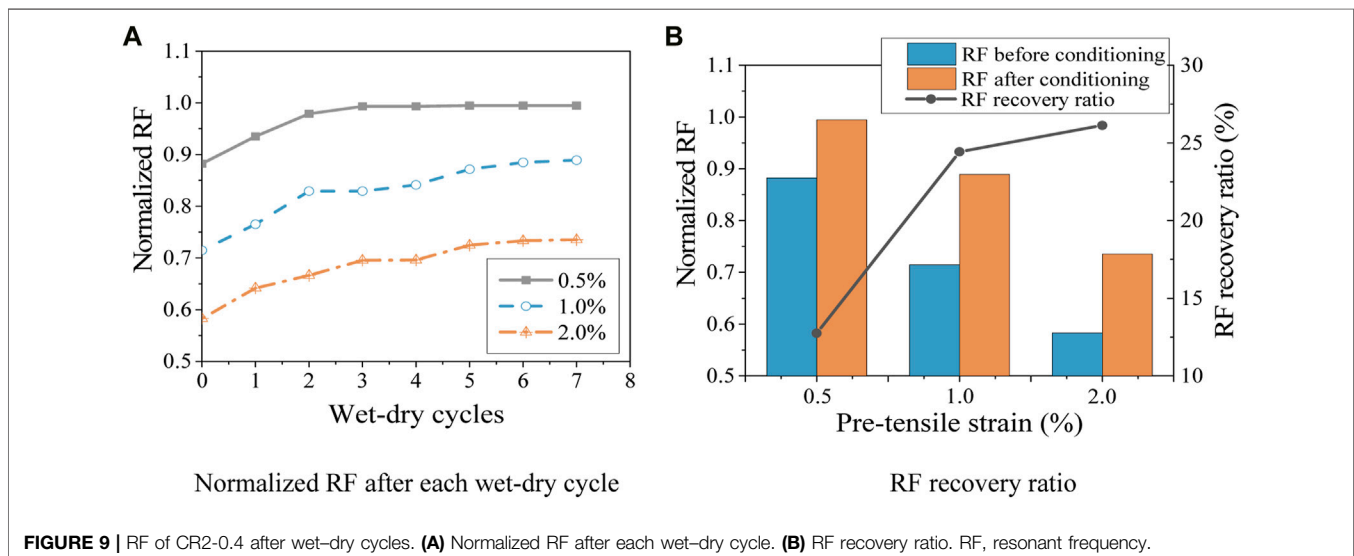 A
1.1
1.0
0.9
0.8
0.7
0.6
0.5
Normalized RF
0 1 2 3 4 5 6 7 8
Wet-dry cycles
0.5%
1.0%
2.0%
Normalized RF after each wet-dry cycle
B
RF before conditioning
RF after conditioning
RF recovery ratio
1.1
1.0
0.9
0.8
0.7
0.6
0.5
Normalized RF
30
25
20
15
10
RF recovery ratio (%)
0.5 1.0 2.0
Pre-tensile strain (%)
RF recovery ratio
FIGURE 9 | RF of CR2-0.4 after wet–dry cycles. (A) Normalized RF after each wet–dry cycle. (B) RF recovery ratio. RF, resonant frequency.